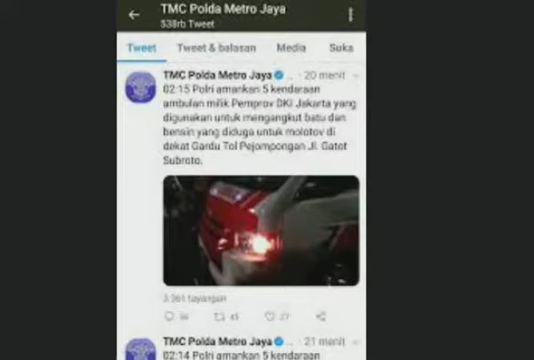 TMC Polda Metro Jaya
538rb Tweet
Tweet Tweet & balasan Media Suka
TMC Polda Metro Jaya ... · 20 menit
02:15 Polri amankan 5 kendaraan
ambulan milik Pemprov DKI Jakarta yang
digunakan untuk mengangkut batu dan
bensin yang diduga untuk molotov di
dekat Gardu Tol Pejompongan Jl. Gatot
Subroto.
3.361 tayangan
TMC Polda Metro Jaya ... · 21 menit
02:14 Polri amankan 5 kendaraan